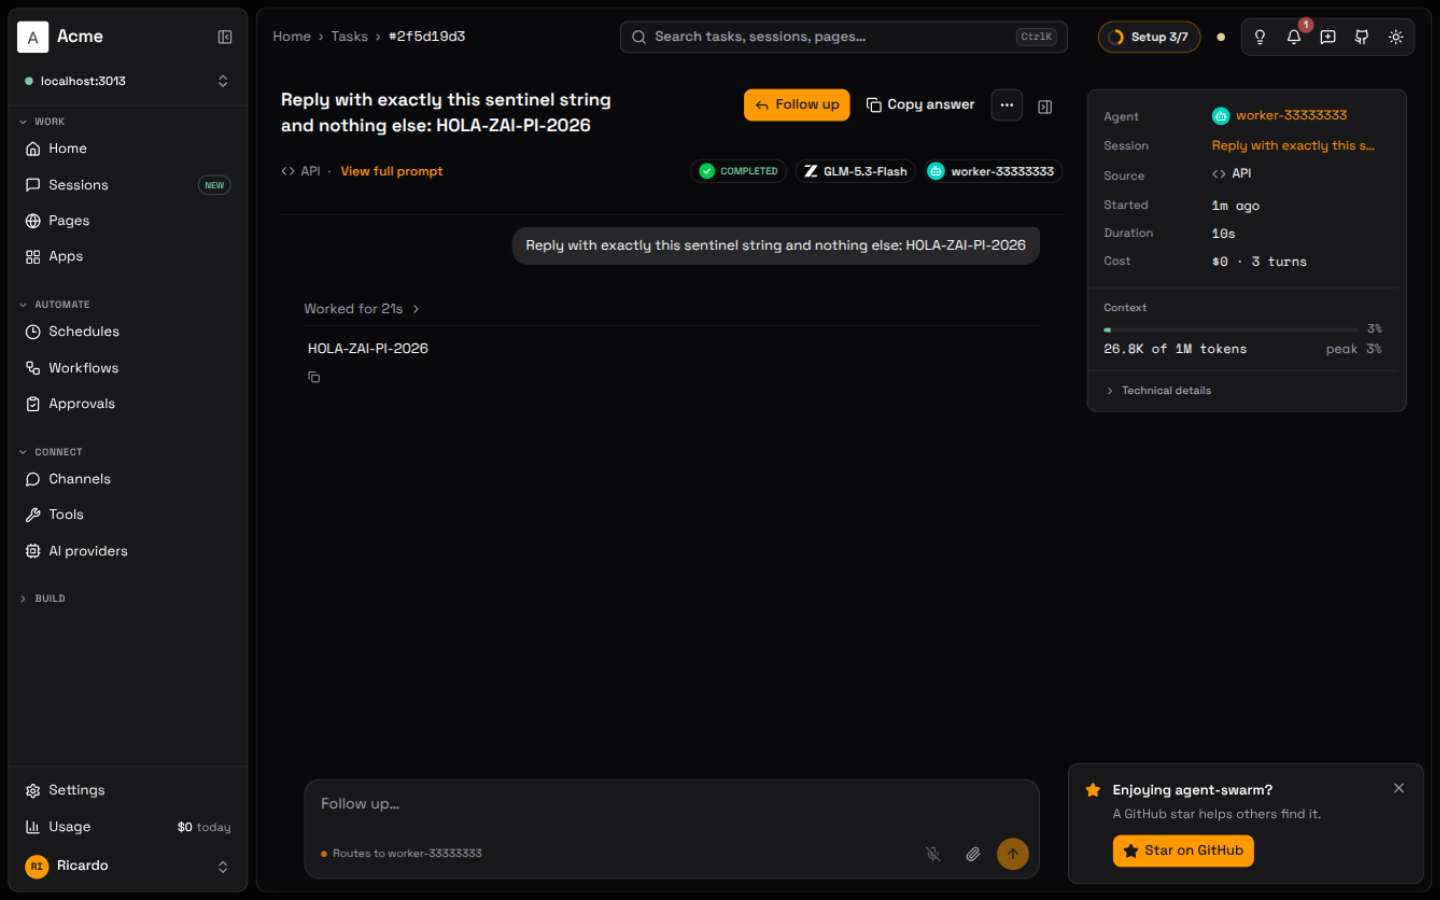 A
Acme
localhost:3013
WORK
Home
Sessions
NEW
Pages
Apps
AUTOMATE
Schedules
Workflows
Approvals
CONNECT
Channels
Tools
AI providers
BUILD
Settings
Usage
$0 today
RI
Ricardo
Home › Tasks › #2f5d19d3
Search tasks, sessions, pages...
CtrlK
Setup 3/7
1
Reply with exactly this sentinel string
and nothing else: HOLA-ZAI-PI-2026
Follow up
Copy answer
API · View full prompt
COMPLETED
GLM-5.3-Flash
worker-33333333
Reply with exactly this sentinel string and nothing else: HOLA-ZAI-PI-2026
Worked for 21s
HOLA-ZAI-PI-2026
Follow up...
Routes to worker-33333333
Agent
worker-33333333
Session
Reply with exactly this s...
Source
API
Started
1m ago
Duration
10s
Cost
$0 · 3 turns
Context
3%
26.8K of 1M tokens
peak 3%
Technical details
Enjoying agent-swarm?
A GitHub star helps others find it.
Star on GitHub